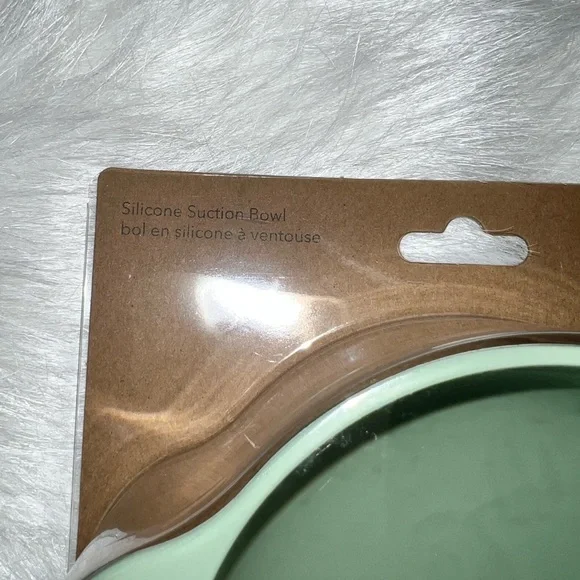 Silicone Suction Bowl
bol en silicone à ventouse